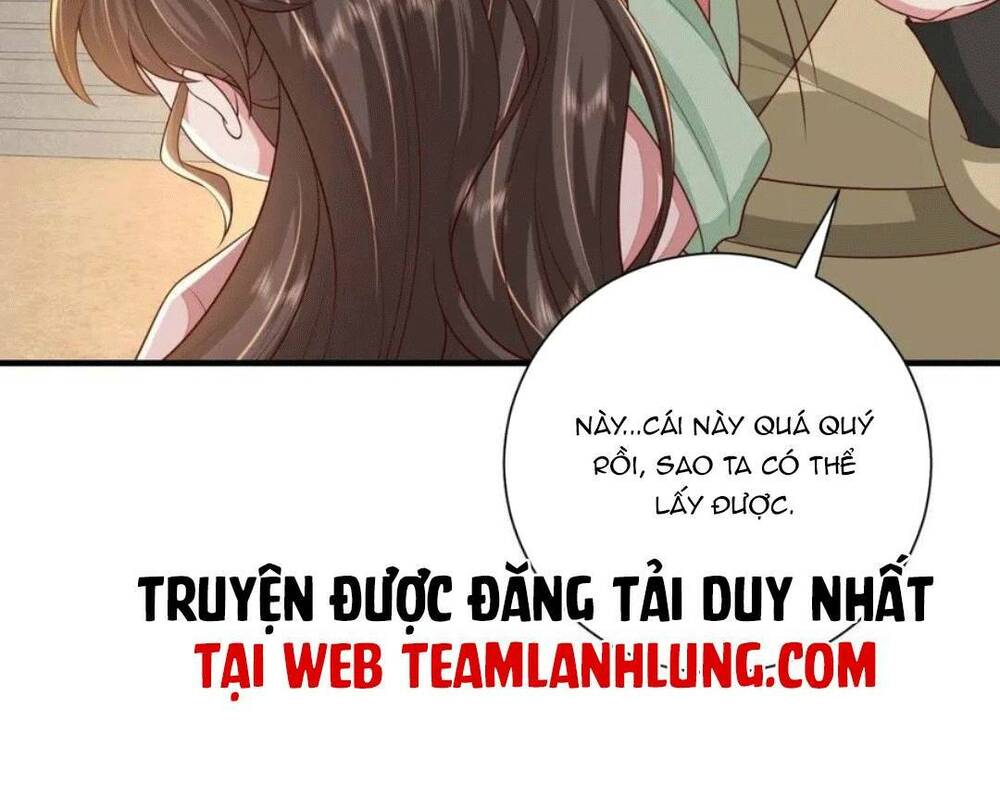 NÀY...CÁI NÀY QUÁ QUÝ
RỒI, SAO TA CÓ THỂ
LẤY ĐƯỢC.
TRUYỆN ĐƯỢC ĐĂNG TẢI DUY NHẤT
TẠI WEB TEAMLANHLUNG.COM